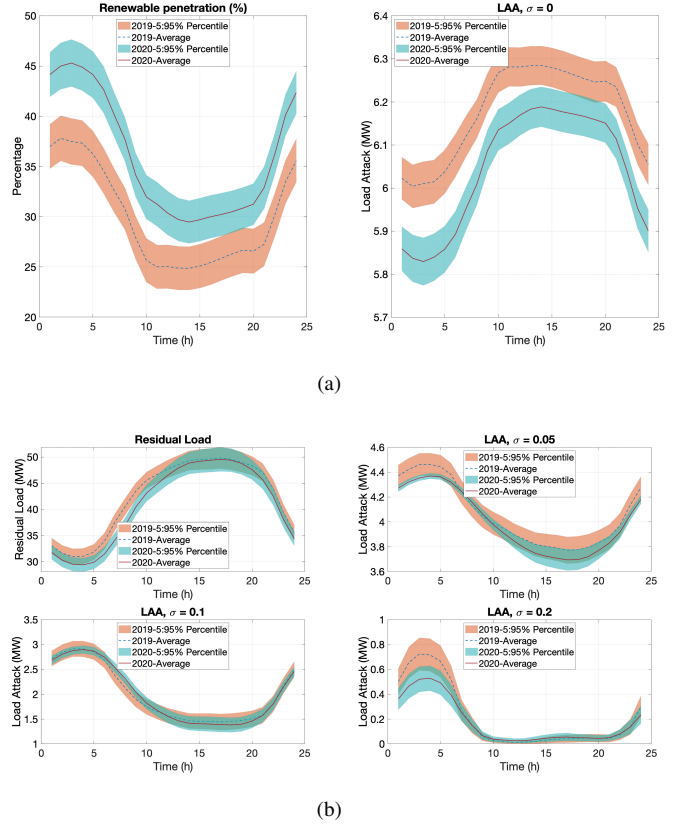 Renewable penetration (%)
50
45
40
35
30
25
20
Percentage
0 5 10 15 20 25
Time (h)
2019-5:95% Percentile
2019-Average
2020-5:95% Percentile
2020-Average
LAA, σ = 0
6.4
6.3
6.2
6.1
6
5.9
5.8
5.7
Load Attack (MW)
0 5 10 15 20 25
Time (h)
2019-5:95% Percentile
2019-Average
2020-5:95% Percentile
2020-Average
(a)
Residual Load
50
45
40
35
30
Residual Load (MW)
0 5 10 15 20 25
Time (h)
2019-5:95% Percentile
2019-Average
2020-5:95% Percentile
2020-Average
LAA, σ = 0.05
4.6
4.4
4.2
4
3.8
3.6
Load Attack (MW)
0 5 10 15 20 25
Time (h)
2019-5:95% Percentile
2019-Average
2020-5:95% Percentile
2020-Average
LAA, σ = 0.1
3.5
3
2.5
2
1.5
1
Load Attack (MW)
0 5 10 15 20 25
Time (h)
2019-5:95% Percentile
2019-Average
2020-5:95% Percentile
2020-Average
LAA, σ = 0.2
1
0.8
0.6
0.4
0.2
0
Load Attack (MW)
0 5 10 15 20 25
Time (h)
2019-5:95% Percentile
2019-Average
2020-5:95% Percentile
2020-Average
(b)